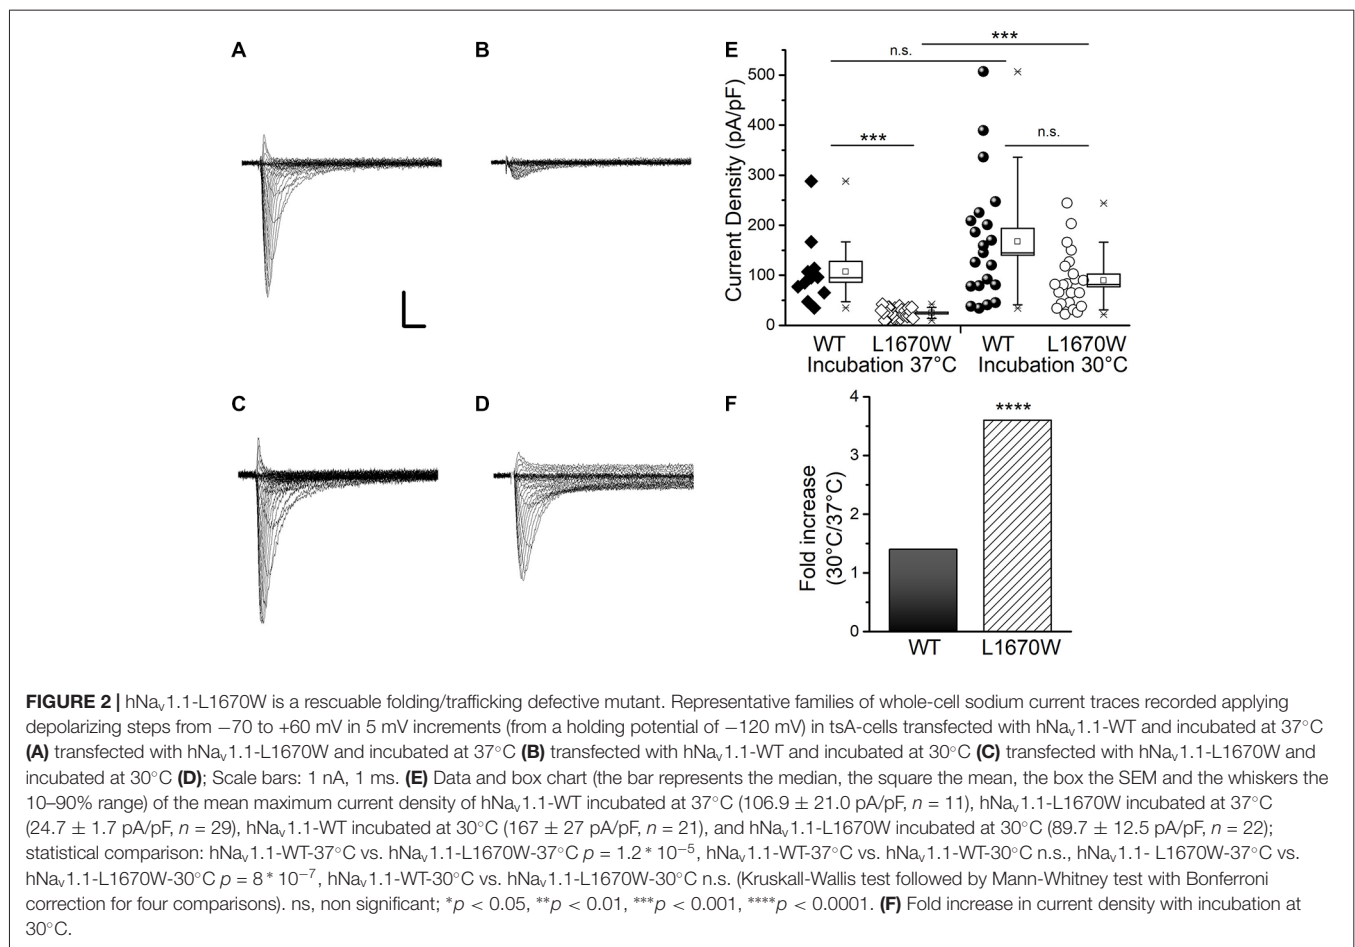 A
B
E
n.s.
***
500
400
300
200
100
0
Current Density (pA/pF)
***
n.s.
WT
L1670W
WT
L1670W
Incubation 37°C
Incubation 30°C
C
D
F
4
3
2
1
0
Fold increase
(30°C/37°C)
****
WT
L1670W
FIGURE 2 | hNav1.1-L1670W is a rescuable folding/trafficking defective mutant. Representative families of whole-cell sodium current traces recorded applying
depolarizing steps from −70 to +60 mV in 5 mV increments (from a holding potential of −120 mV) in tsA-cells transfected with hNav1.1-WT and incubated at 37°C
(A) transfected with hNav1.1-L1670W and incubated at 37°C (B) transfected with hNav1.1-WT and incubated at 30°C (C) transfected with hNav1.1-L1670W and
incubated at 30°C (D); Scale bars: 1 nA, 1 ms. (E) Data and box chart (the bar represents the median, the square the mean, the box the SEM and the whiskers the
10–90% range) of the mean maximum current density of hNav1.1-WT incubated at 37°C (106.9 ± 21.0 pA/pF, n = 11), hNav1.1-L1670W incubated at 37°C
(24.7 ± 1.7 pA/pF, n = 29), hNav1.1-WT incubated at 30°C (167 ± 27 pA/pF, n = 21), and hNav1.1-L1670W incubated at 30°C (89.7 ± 12.5 pA/pF, n = 22);
statistical comparison: hNav1.1-WT-37°C vs. hNav1.1-L1670W-37°C p = 1.2 * 10−5, hNav1.1-WT-37°C vs. hNav1.1-WT-30°C n.s., hNav1.1- L1670W-37°C vs.
hNav1.1-L1670W-30°C p = 8 * 10−7, hNav1.1-WT-30°C vs. hNav1.1-L1670W-30°C n.s. (Kruskall-Wallis test followed by Mann-Whitney test with Bonferroni
correction for four comparisons). ns, non significant; *p < 0.05, **p < 0.01, ***p < 0.001, ****p < 0.0001. (F) Fold increase in current density with incubation at
30°C.